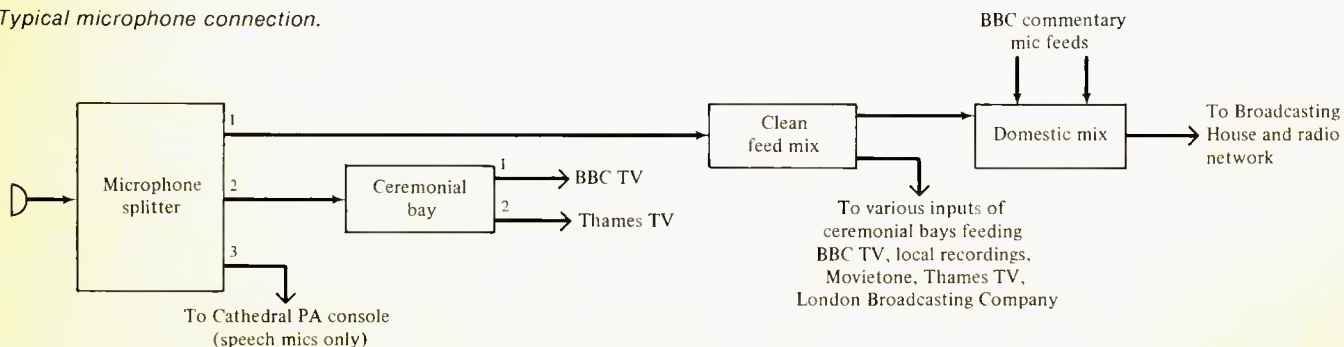 Typical microphone connection.
BBC commentary
mic feeds
1
Clean
feed mix
Domestic mix
To Broadcasting
House and radio
network
Microphone
splitter
2
Ceremonial
bay
1
BBC TV
2
Thames TV
3
To Cathedral PA console
(speech mics only)
To various inputs of
ceremonial bays feeding
BBC TV, local recordings,
Movietone, Thames TV,
London Broadcasting Company